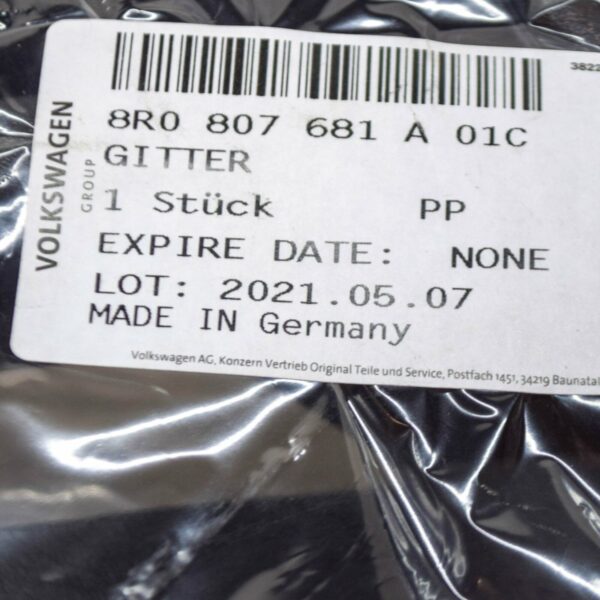 3822
8R0 807 681 A 01C
GITTER
1 Stück PP
EXPIRE DATE: NONE
LOT: 2021.05.07
MADE IN Germany
VOLKSWAGEN
GROUP
Volkswagen AG, Konzern Vertrieb Original Teile und Service, Postfach 1451, 34219 Baunatal